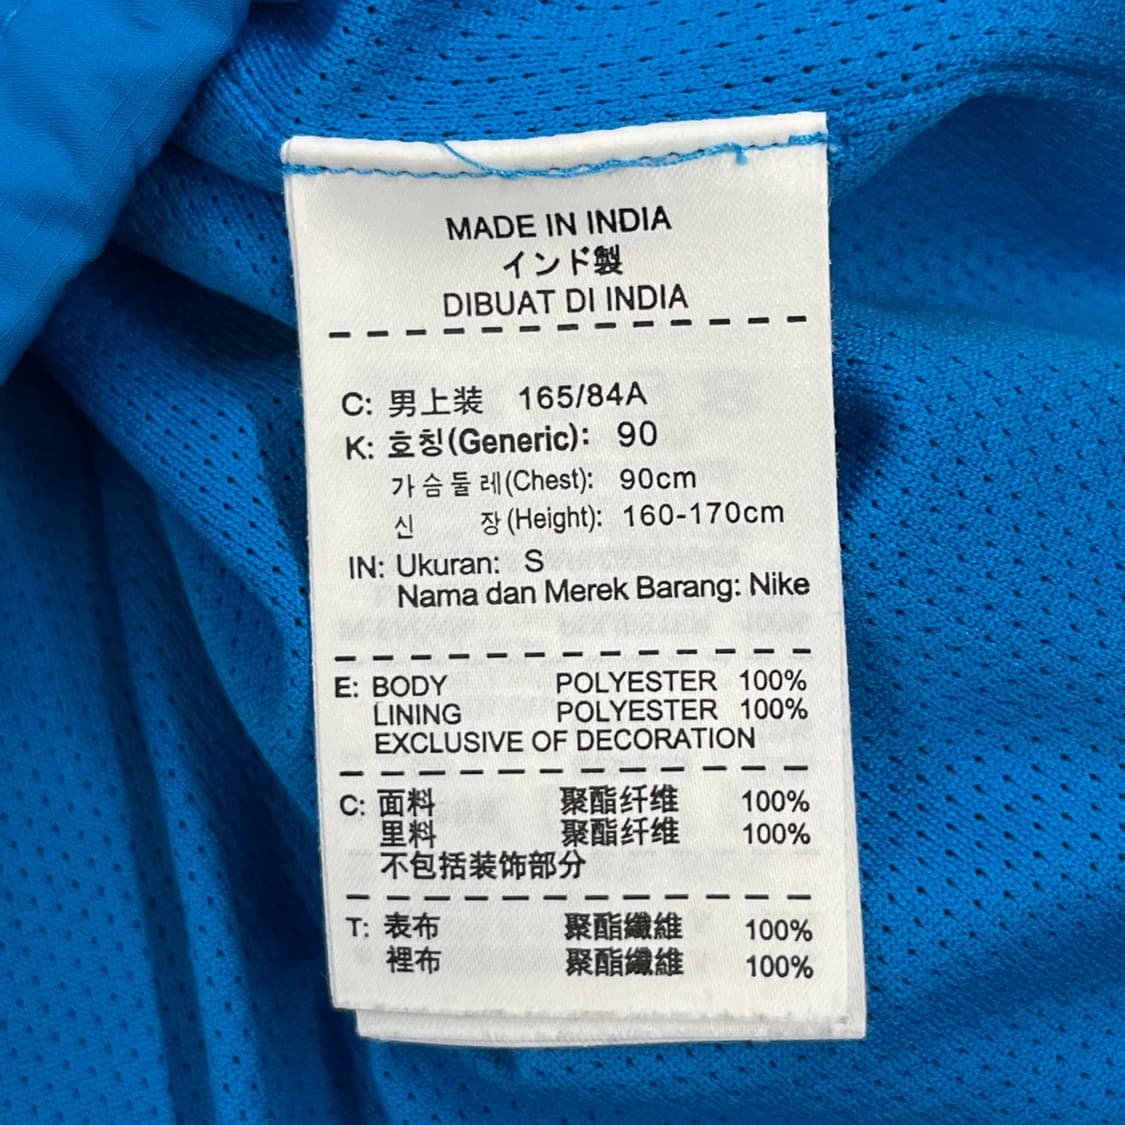 MADE IN INDIA
インド製
DIBUAT DI INDIA
C: 男上装 165/84A
K: 호칭(Generic): 90
가슴둘레(Chest): 90cm
신 장(Height): 160-170cm
IN: Ukuran: S
Nama dan Merek Barang: Nike
E: BODY POLYESTER 100%
LINING POLYESTER 100%
EXCLUSIVE OF DECORATION
C: 面料 聚酯纤维 100%
里料 聚酯纤维 100%
不包括装饰部分
T: 表布 聚酯纖維 100%
裡布 聚酯纖維 100%